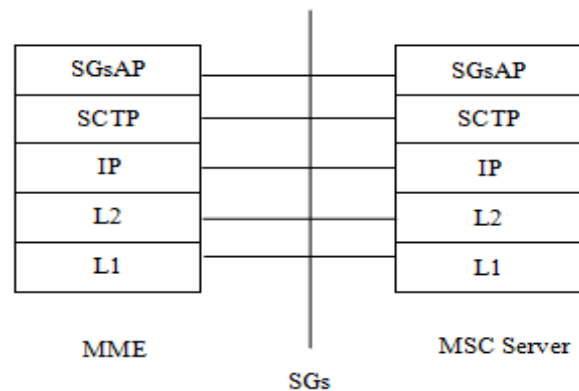 SGsAP SGsAP
SCTP SCTP
IP IP
L2 L2
L1 L1
MME MSC Server
SGs